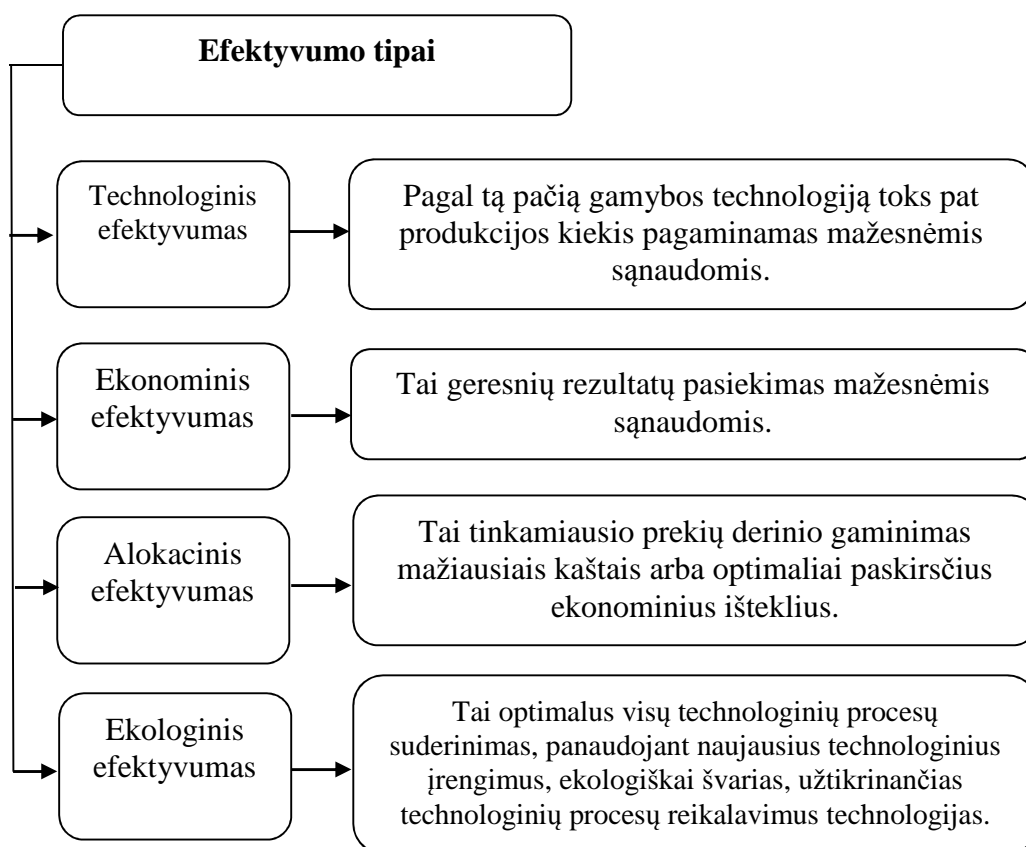 Efektyvumo tipai
Technologinis
efektyvumas
Pagal tą pačią gamybos technologiją toks pat
produkcijos kiekis pagaminamas mažesnėmis
sąnaudomis.
Ekonominis
efektyvumas
Tai geresnių rezultatų pasiekimas mažesnėmis
sąnaudomis.
Alokacinis
efektyvumas
Tai tinkamiausio prekių derinio gaminimas
mažiausiais kaštais arba optimaliai paskirsčius
ekonominius išteklius.
Ekologinis
efektyvumas
Tai optimalus visų technologinių procesų
suderinimas, panaudojant naujausius technologinius
įrengimus, ekologiškai švarias, užtikrinančias
technologinių procesų reikalavimus technologijas.